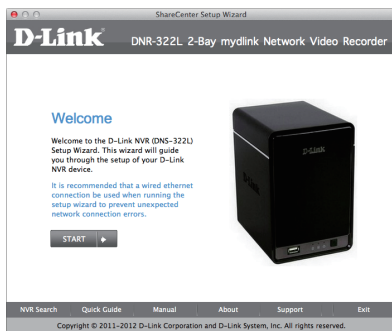 ShareCenter Setup Wizard
D-Link
DNR-322L 2-Bay mydlink Network Video Recorder
Welcome
Welcome to the D-Link NVR (DNS-322L)
Setup Wizard. This wizard will guide
you through the setup of your D-Link
NVR device.
It is recommended that a wired ethernet
connection be used when running the
setup wizard to prevent unexpected
network connection errors.
START
D-Link
D-Link
NVR Search Quick Guide Manual About Support Exit
Copyright © 2011-2012 D-Link Corporation and D-Link System, Inc. All rights reserved.